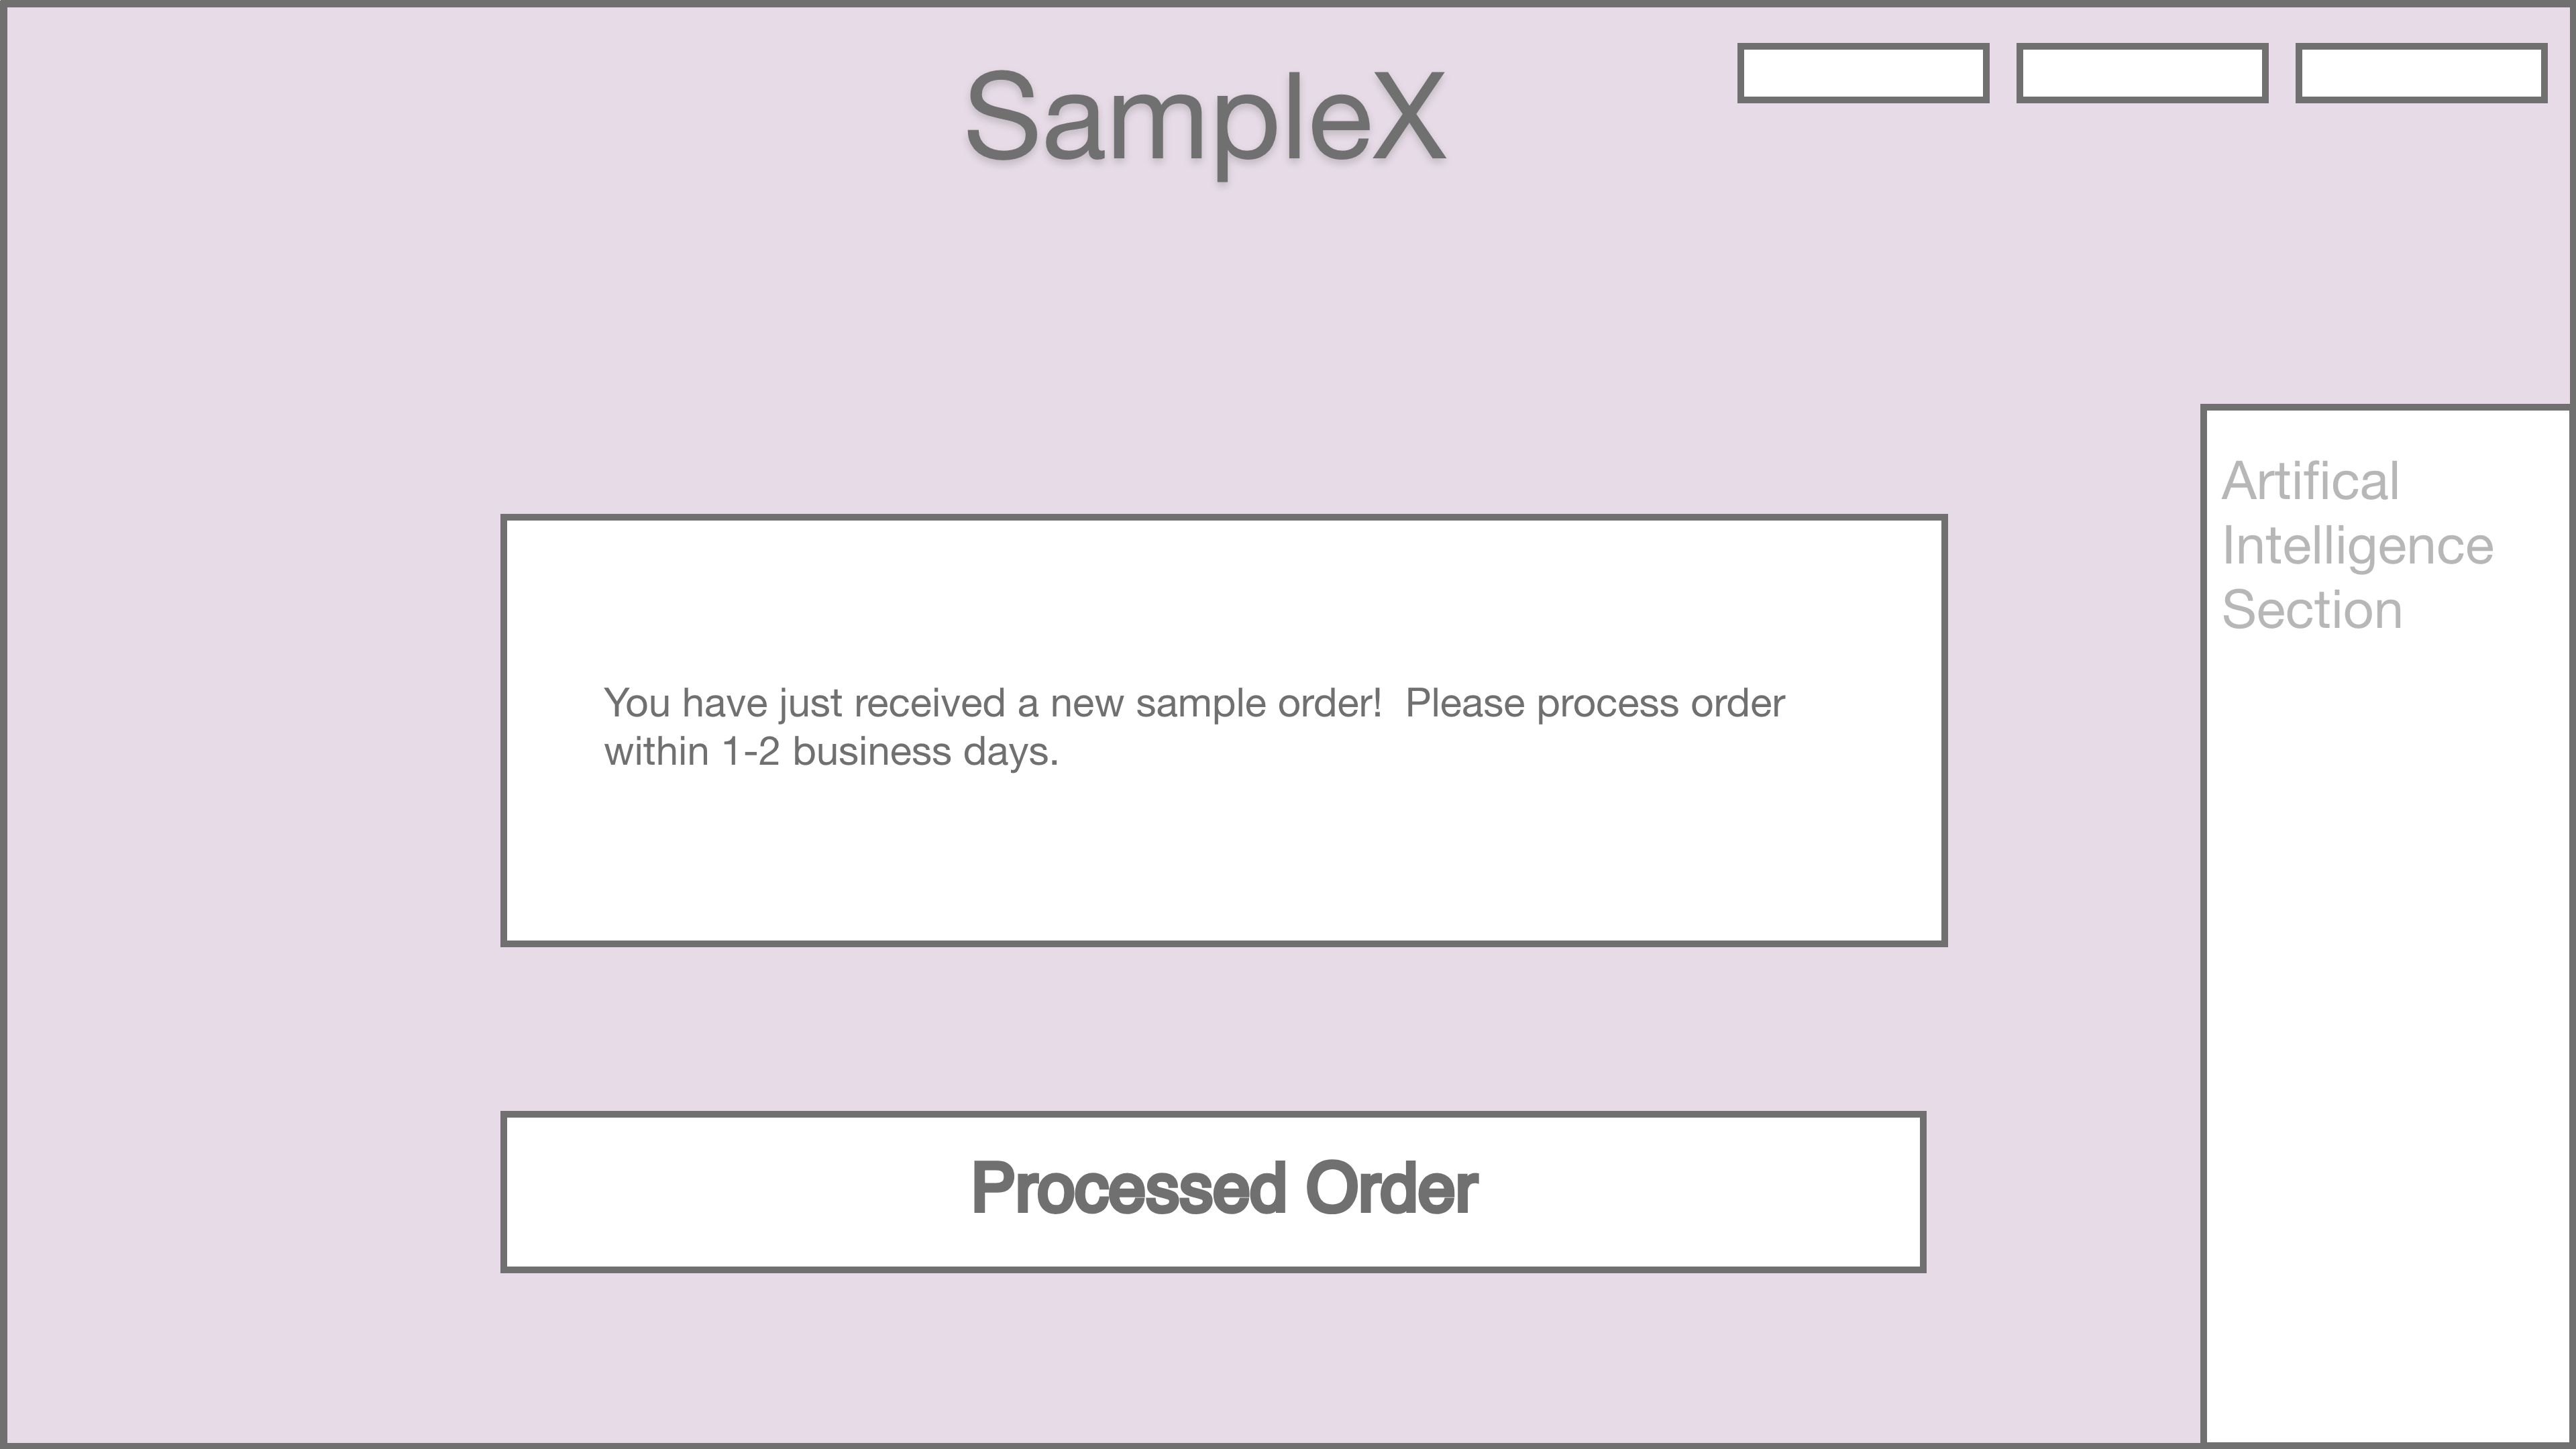 SampleX
Artifical
Intelligence
Section
You have just received a new sample order!  Please process order
within 1-2 business days.
Processed Order